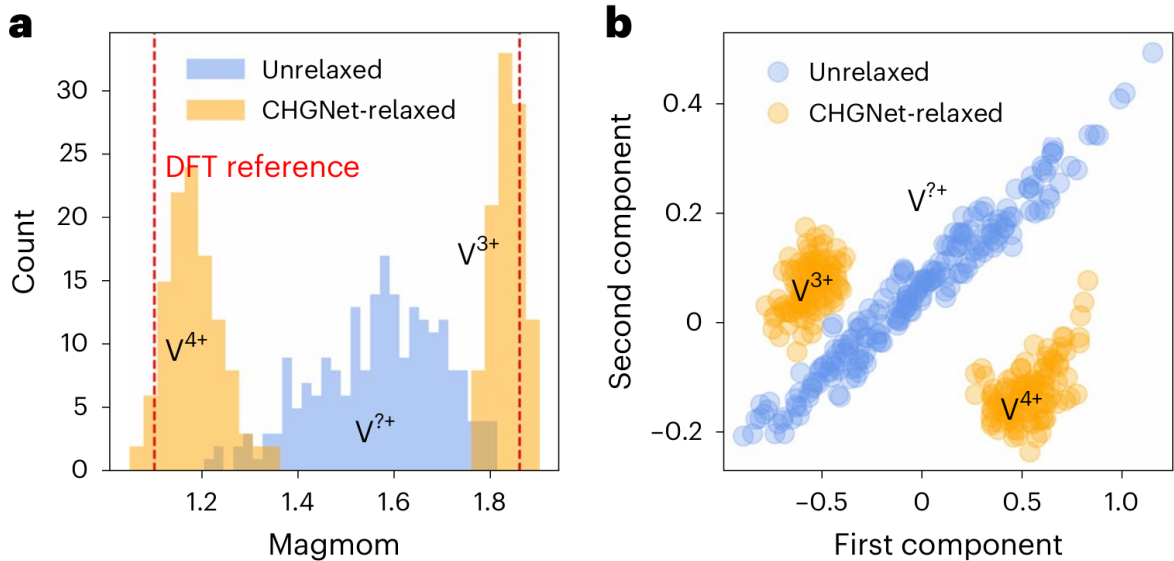 a
Unrelaxed
CHGNet-relaxed
DFT reference
V³⁺
V⁴⁺
V?⁺
Count
0
5
10
15
20
25
30
1.2
1.4
1.6
1.8
Magmom
b
Unrelaxed
CHGNet-relaxed
V?⁺
V³⁺
V⁴⁺
Second component
0.4
0.2
0
−0.2
−0.5
0
0.5
1.0
First component